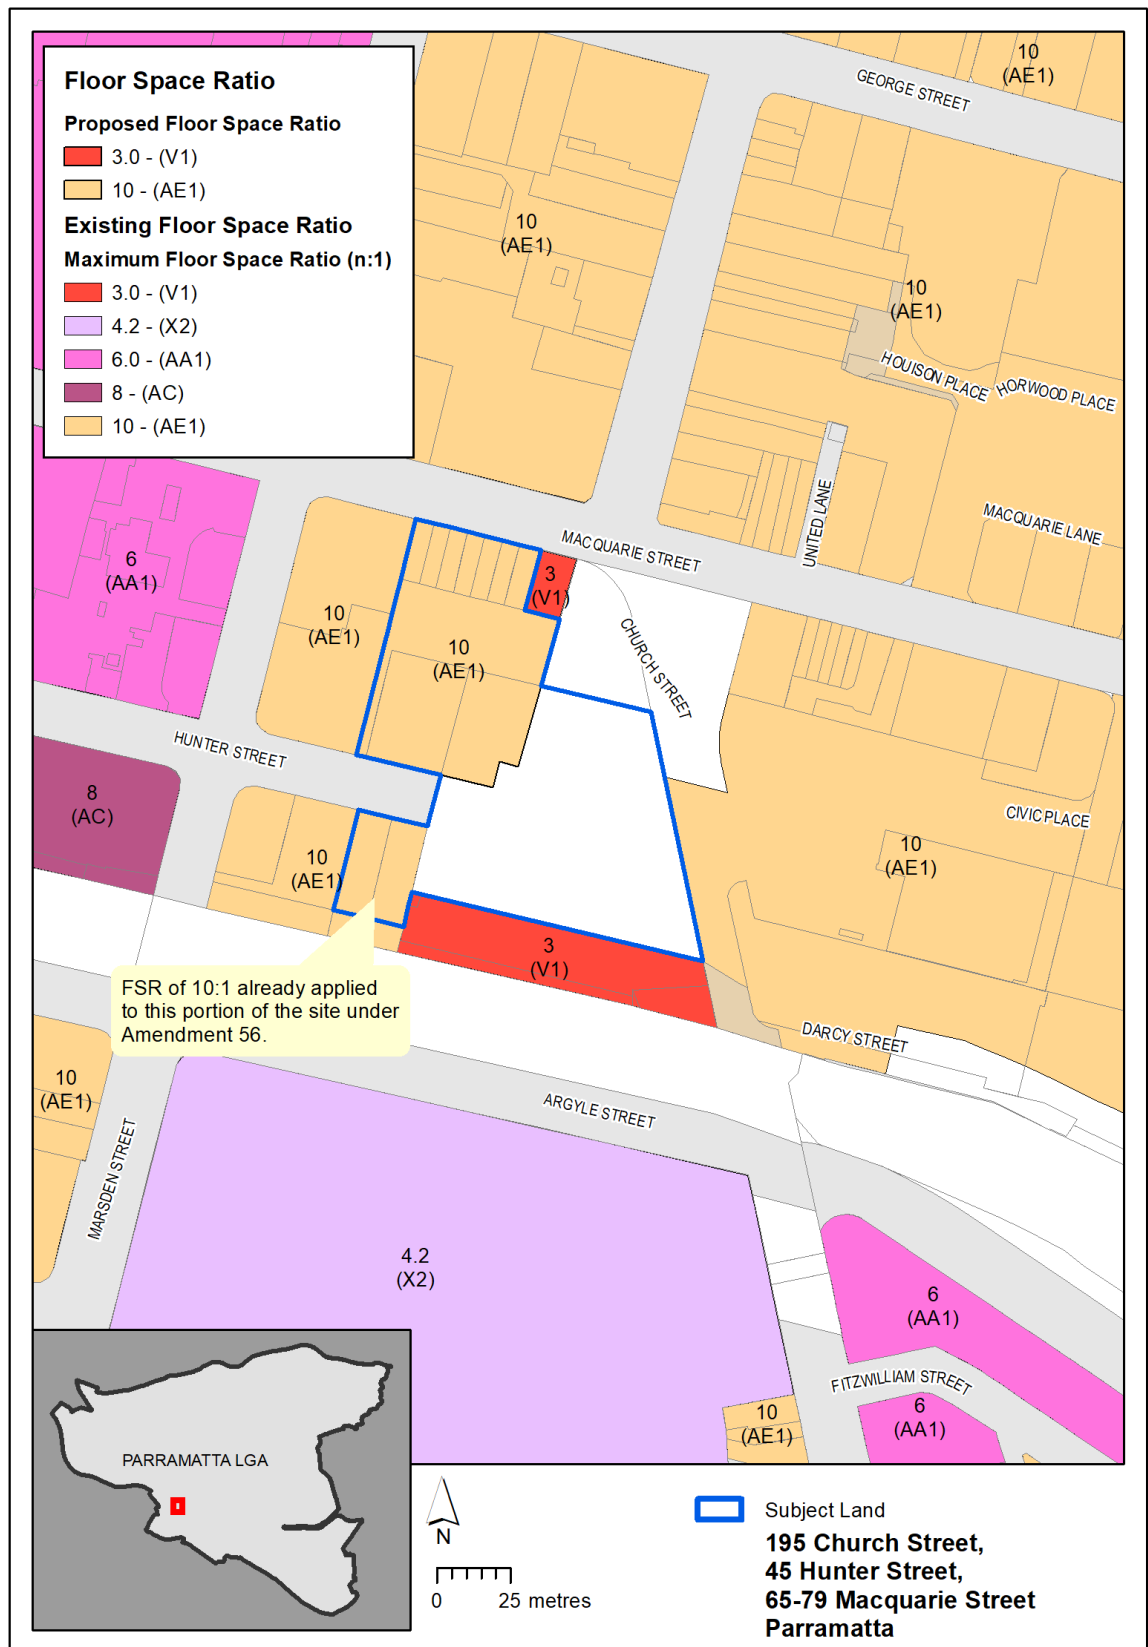 Floor Space Ratio
Proposed Floor Space Ratio
3.0 - (V1)
10 - (AE1)
Existing Floor Space Ratio
Maximum Floor Space Ratio (n:1)
3.0 - (V1)
4.2 - (X2)
6.0 - (AA1)
8 - (AC)
10 - (AE1)
10
(AE1)
GEORGE STREET
10
(AE1)
10
(AE1)
HOUISON PLACE
HORWOOD PLACE
UNITED LANE
MACQUARIE LANE
MACQUARIE STREET
6
(AA1)
3
(V1)
10
(AE1)
10
(AE1)
CHURCH STREET
HUNTER STREET
8
(AC)
CIVIC PLACE
10
(AE1)
10
(AE1)
3
(V1)
FSR of 10:1 already applied
to this portion of the site under
Amendment 56.
DARCY STREET
10
(AE1)
ARGYLE STREET
MARSDEN STREET
4.2
(X2)
6
(AA1)
FITZWILLIAM STREET
10
(AE1)
6
(AA1)
PARRAMATTA LGA
N
0 25 metres
Subject Land
195 Church Street,
45 Hunter Street,
65-79 Macquarie Street
Parramatta